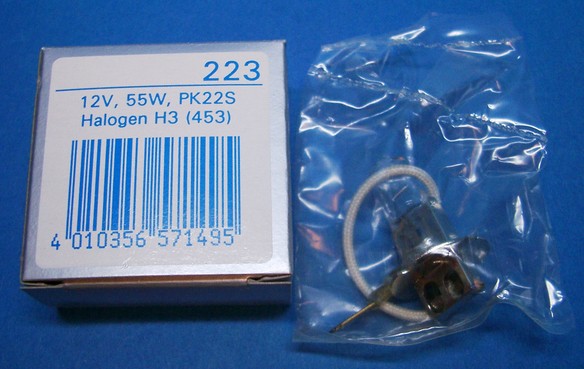 223
12V, 55W, PK22S
Halogen H3 (453)
4 010356 571495